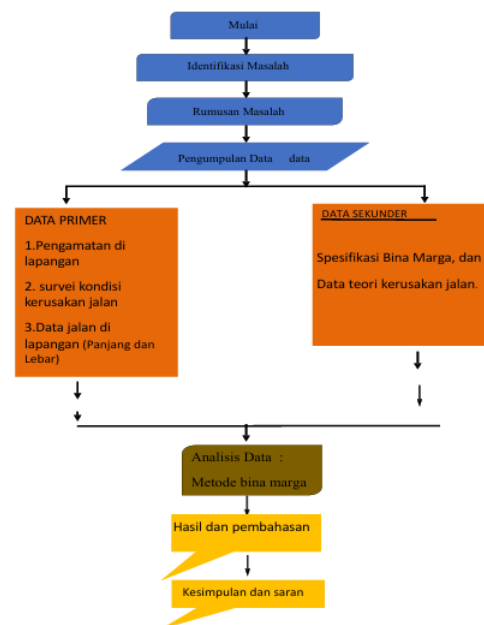 Mulai
Identifikasi Masalah
Rumusan Masalah
Pengumpulan Data data
DATA PRIMER
1.Pengamatan di
lapangan
2. survei kondisi
kerusakan jalan
3.Data jalan di
lapangan (Panjang dan
Lebar)
DATA SEKUNDER
Spesifikasi Bina Marga, dan
Data teori kerusakan jalan.
Analisis Data :
Metode bina marga
Hasil dan pembahasan
Kesimpulan dan saran